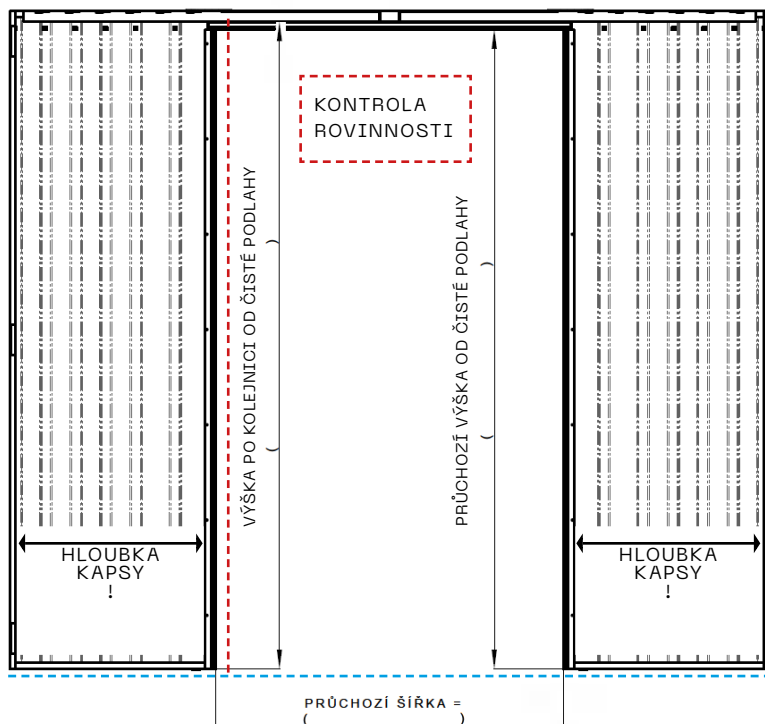 KONTROLA
ROVINNOSTI
VÝŠKA PO KOLEJNICI OD ČISTÉ PODLAHY
( )
PRŮCHOZÍ VÝŠKA OD ČISTÉ PODLAHY
( )
HLOUBKA
KAPSY
!
HLOUBKA
KAPSY
!
PRŮCHOZÍ ŠÍŘKA =
( )